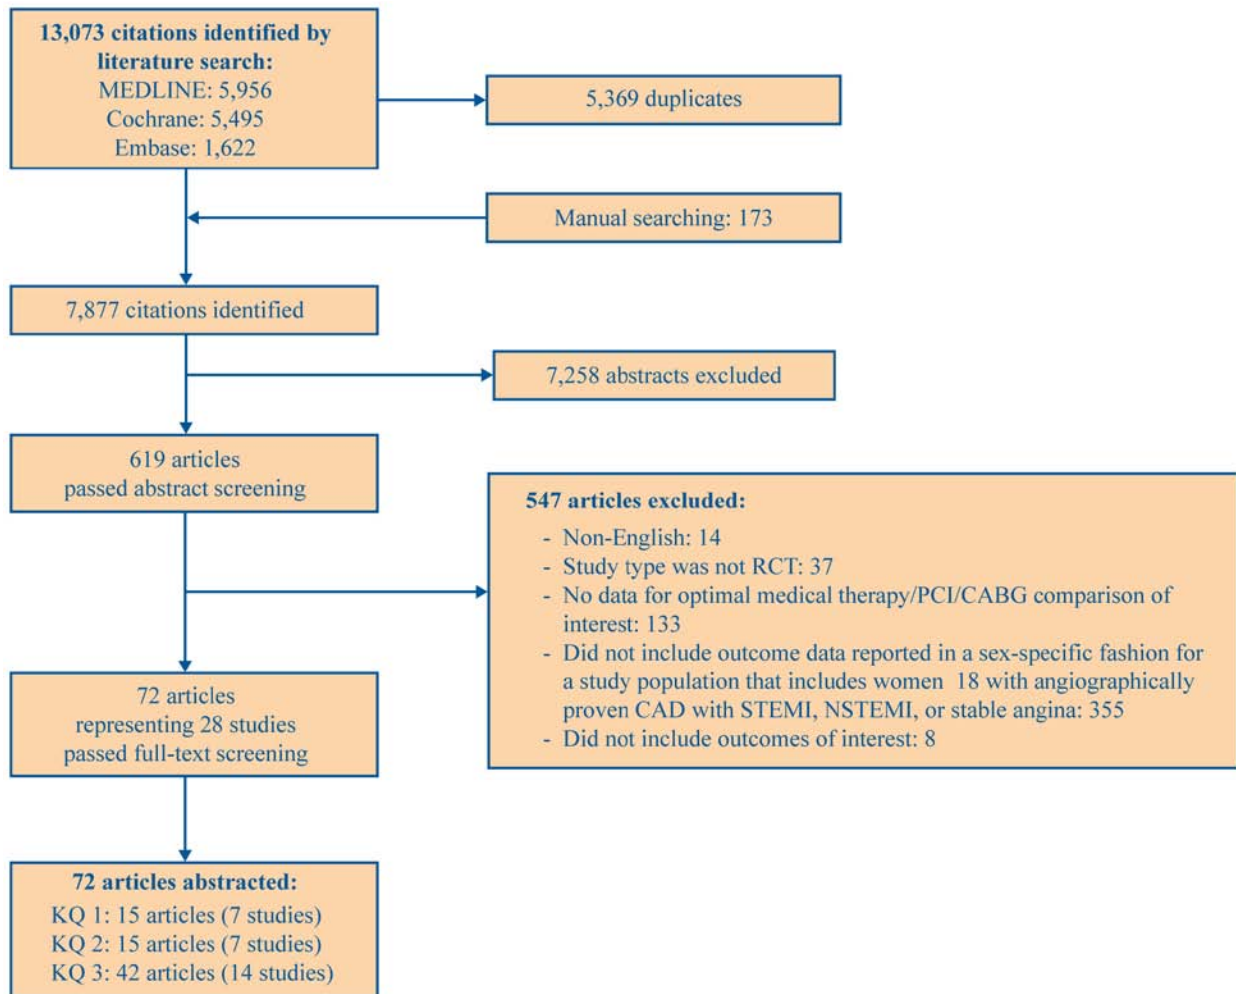 13,073 citations identified by
literature search:
MEDLINE: 5,956
Cochrane: 5,495
Embase: 1,622
5,369 duplicates
Manual searching: 173
7,877 citations identified
7,258 abstracts excluded
619 articles
passed abstract screening
547 articles excluded:
- Non-English: 14
- Study type was not RCT: 37
- No data for optimal medical therapy/PCI/CABG comparison of
interest: 133
- Did not include outcome data reported in a sex-specific fashion for
a study population that includes women 18 with angiographically
proven CAD with STEMI, NSTEMI, or stable angina: 355
- Did not include outcomes of interest: 8
72 articles
representing 28 studies
passed full-text screening
72 articles abstracted:
KQ 1: 15 articles (7 studies)
KQ 2: 15 articles (7 studies)
KQ 3: 42 articles (14 studies)